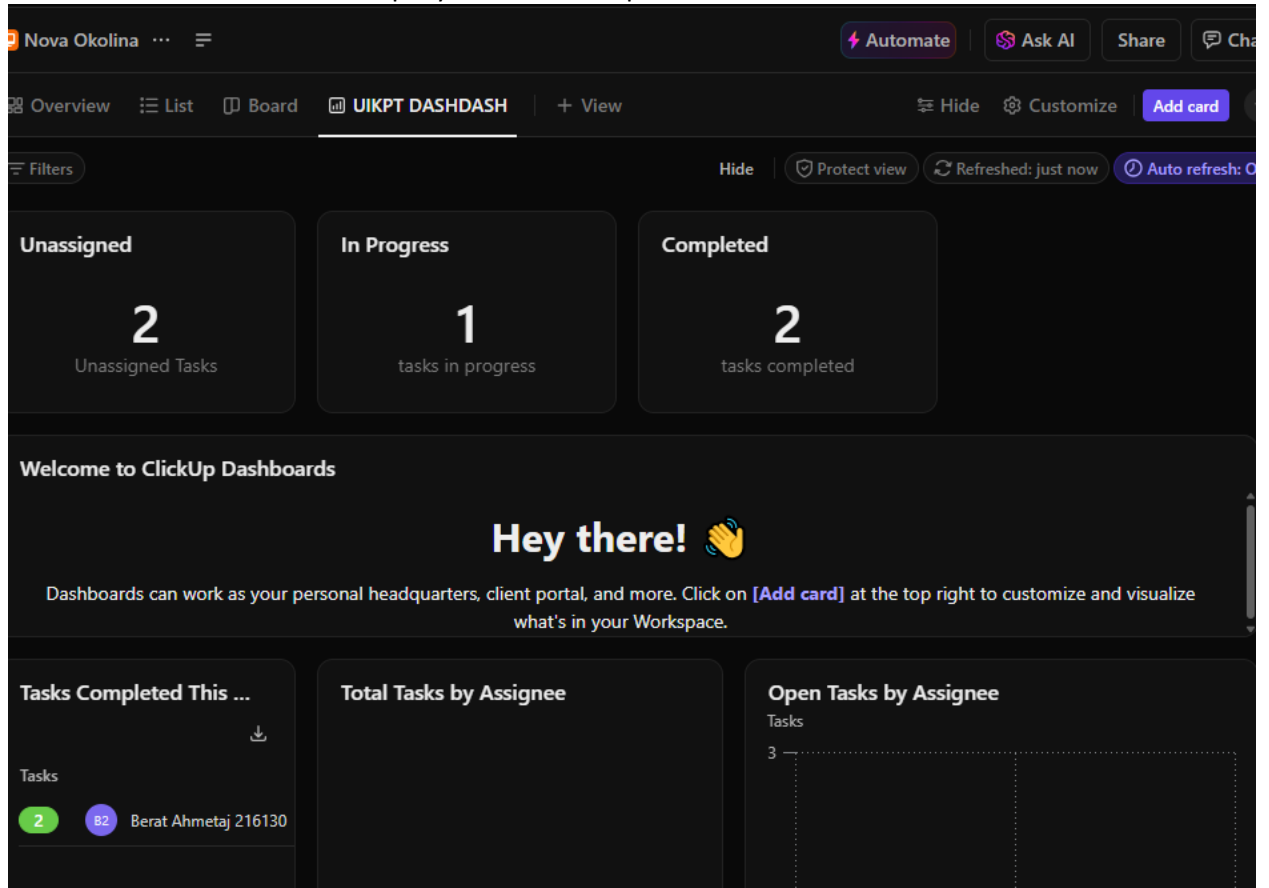 Nova Okolina ...
Automate
Ask AI
Share
Overview
List
Board
UIKPT DASHDASH
+ View
Hide
Customize
Add card
Filters
Hide
Protect view
Refreshed: just now
Auto refresh:
Unassigned
2
Unassigned Tasks
In Progress
1
tasks in progress
Completed
2
tasks completed
Welcome to ClickUp Dashboards
Hey there! 👋
Dashboards can work as your personal headquarters, client portal, and more. Click on [Add card] at the top right to customize and visualize
what's in your Workspace.
Tasks Completed This ...
Tasks
2
B2
Berat Ahmetaj 216130
Total Tasks by Assignee
Open Tasks by Assignee
Tasks
3